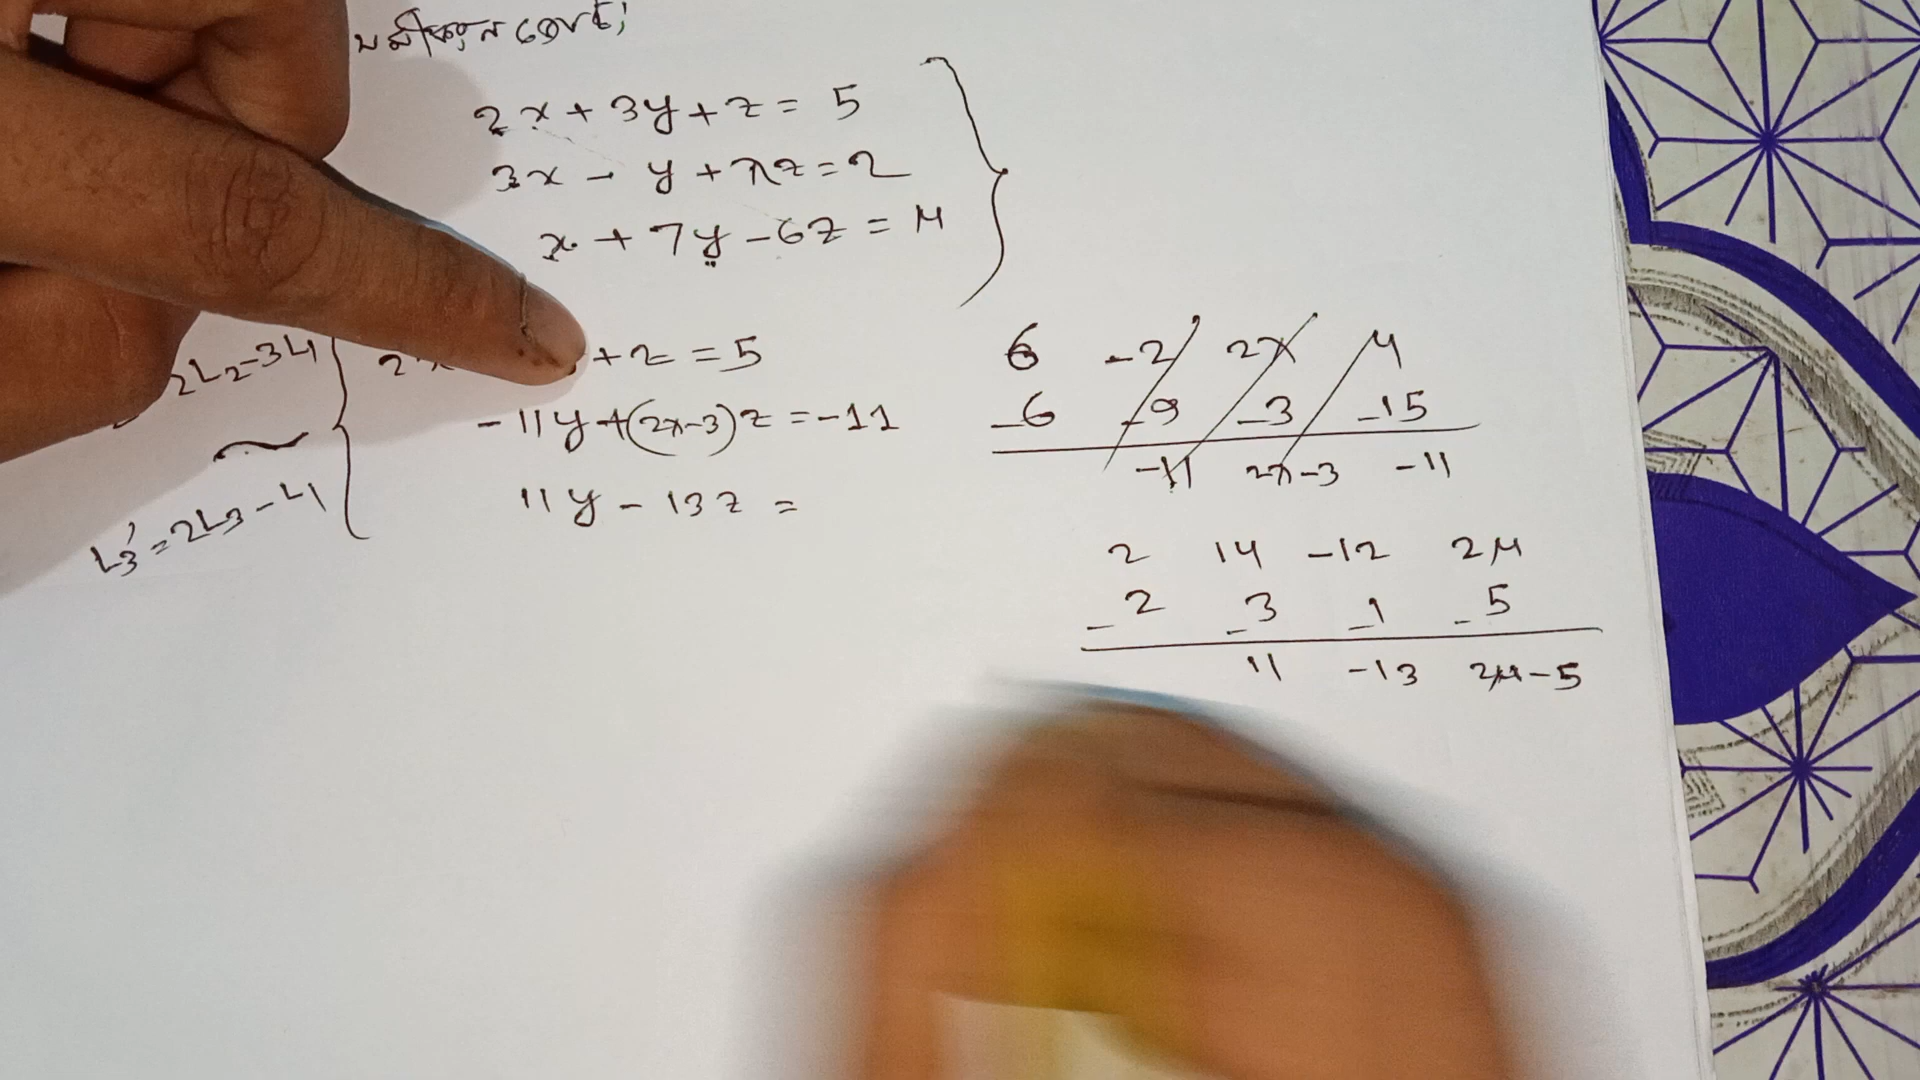 সমীকরণ জোট;
2x + 3y + z = 5
3x - y + λz = 2
x + 7y - 6z = μ
2L2-3L1
+ z = 5
-11y + (2λ-3)z = -11
L3' = 2L3 - L1
11y - 13z =
6 -2 2λ 4
-6 -9 -3 -15
-11 2λ-3 -11
2 14 -12 2μ
-2 -3 -1 -5
11 -13 2μ-5